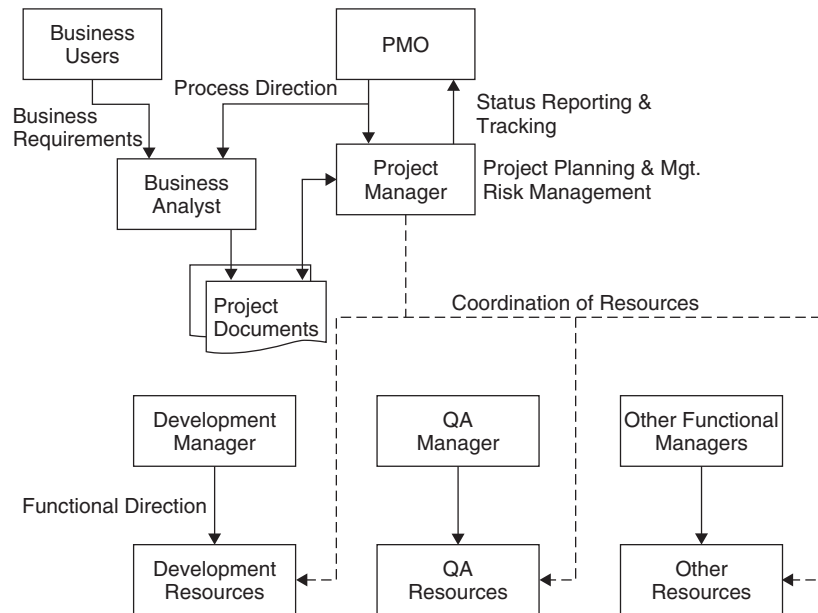 Business
Users
PMO
Process Direction
Status Reporting &
Tracking
Business
Requirements
Business
Analyst
Project
Manager
Project Planning & Mgt.
Risk Management
Project
Documents
Coordination of Resources
Development
Manager
QA
Manager
Other Functional
Managers
Functional Direction
Development
Resources
QA
Resources
Other
Resources